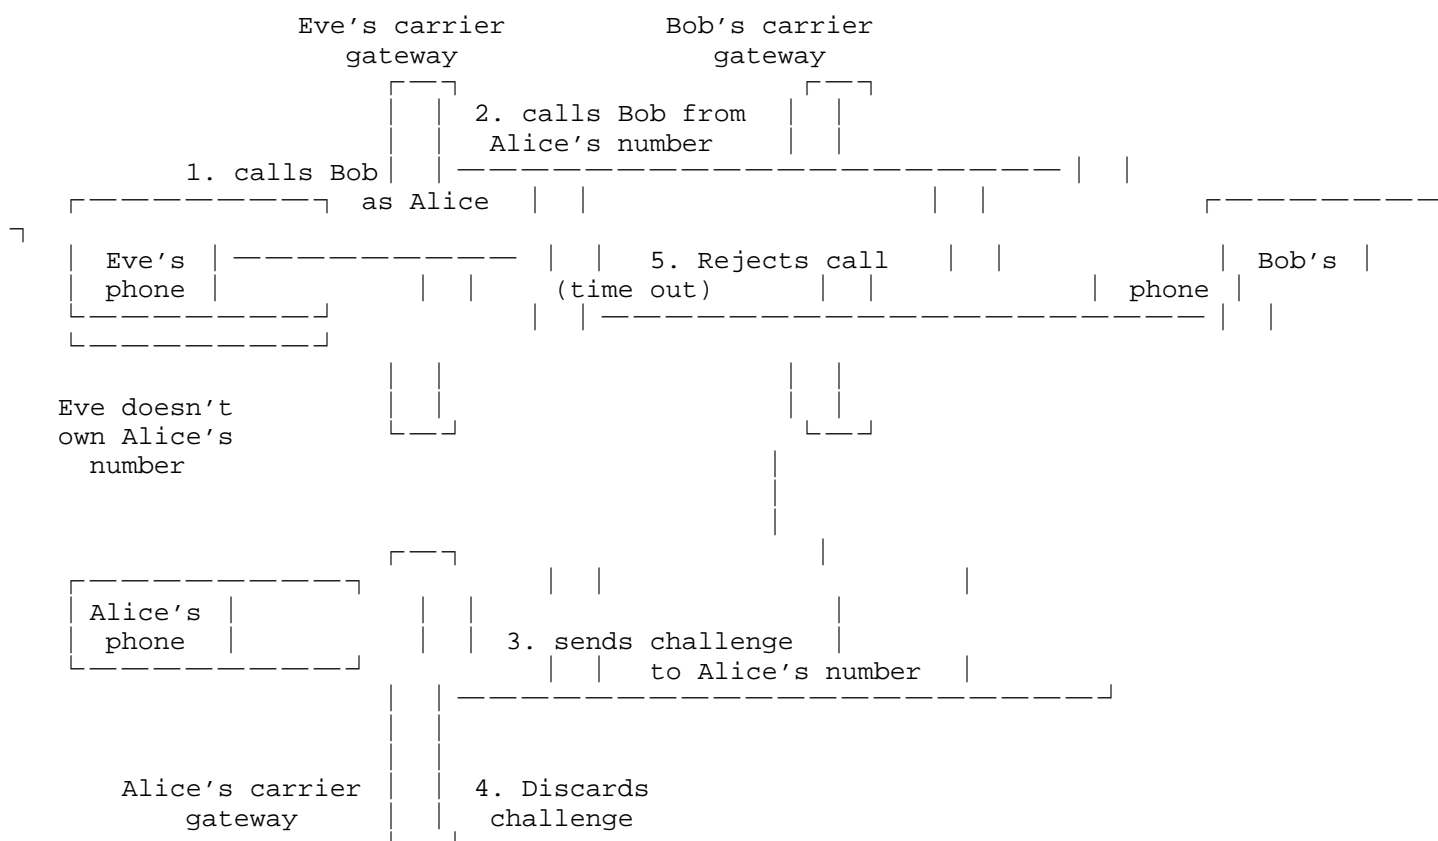 Eve's carrier Bob's carrier
gateway gateway
2. calls Bob from
Alice's number
1. calls Bob
as Alice
Eve's 5. Rejects call Bob's
phone (time out) phone
Eve doesn't
own Alice's
number
Alice's
phone 3. sends challenge
to Alice's number
Alice's carrier 4. Discards
gateway challenge